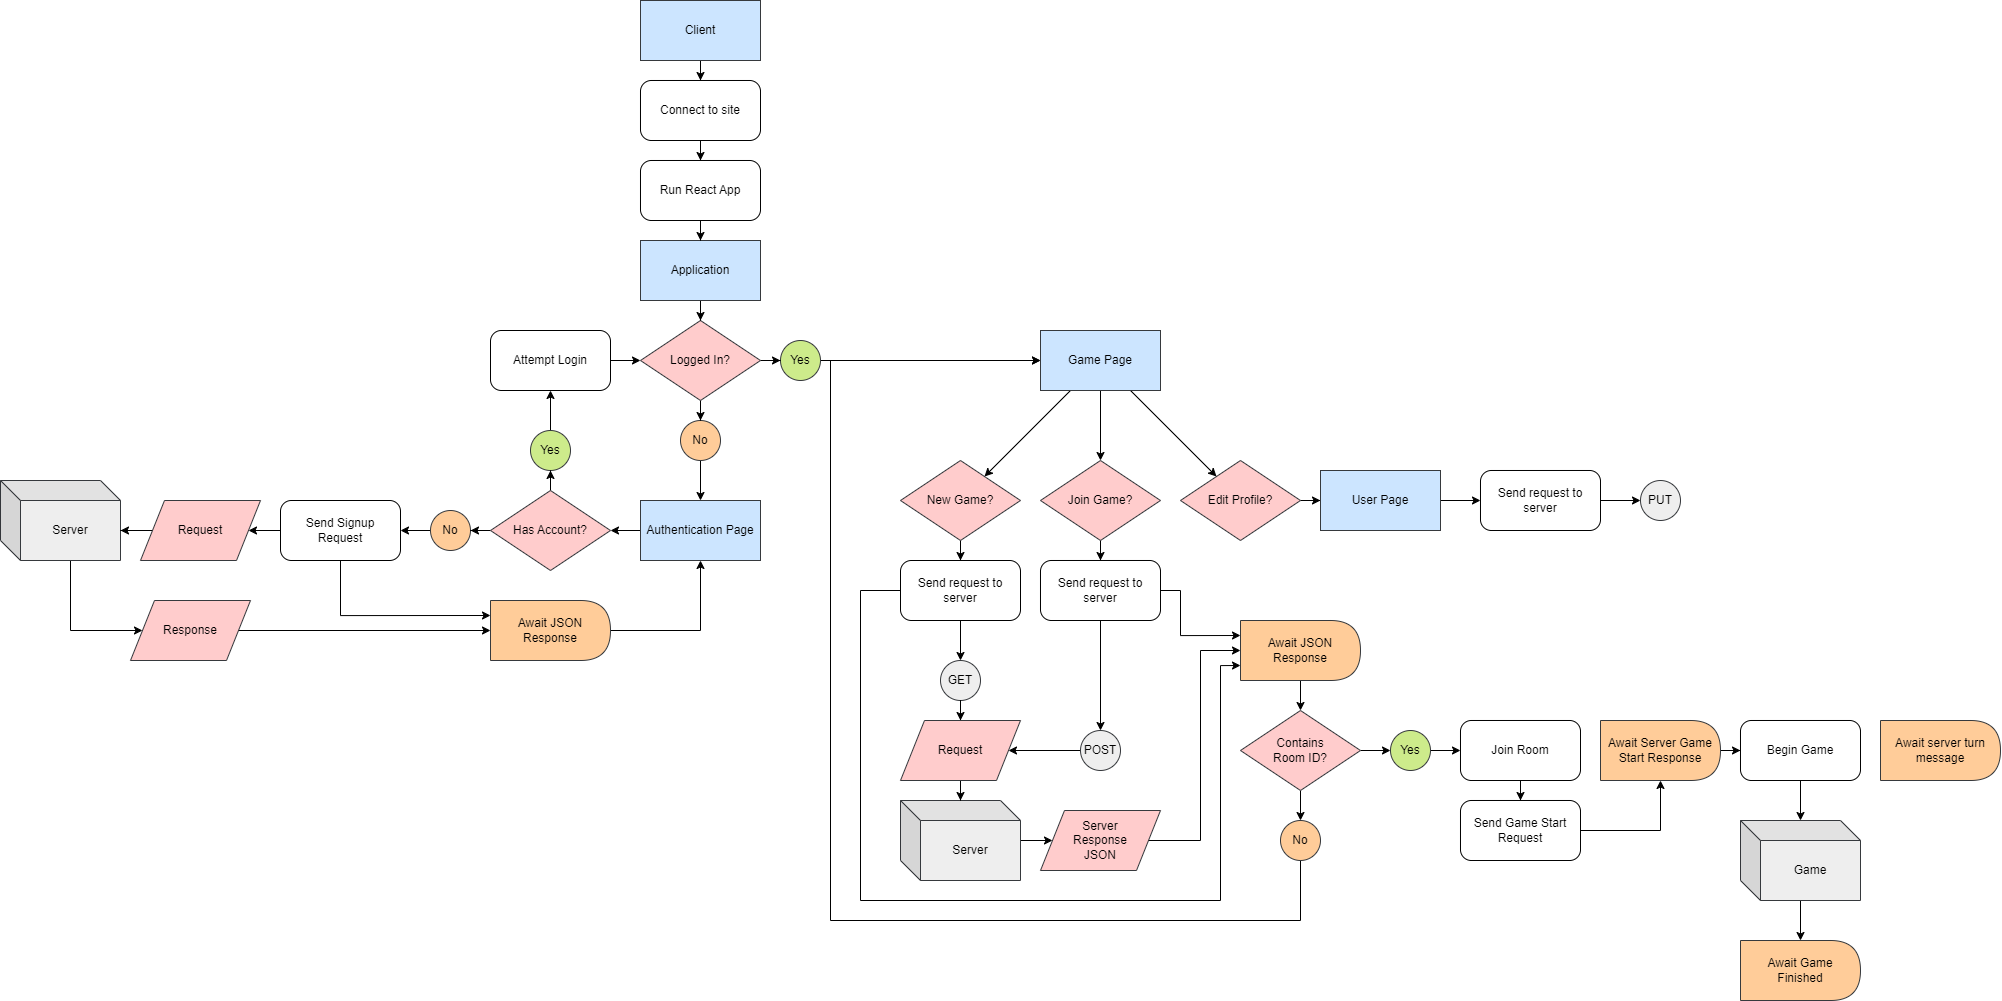 Client
Connect to site
Run React App
Application
Attempt Login
Logged In?
Yes
Game Page
No
Yes
Server
Request
Send Signup
Request
No
Has Account?
Authentication Page
Response
Await JSON
Response
New Game?
Join Game?
Edit Profile?
User Page
Send request to
server
PUT
Send request to
server
Send request to
server
GET
POST
Request
Server
Server
Response
JSON
Await JSON
Response
Contains
Room ID?
Yes
No
Join Room
Send Game Start
Request
Await Server Game
Start Response
Begin Game
Await server turn
message
Game
Await Game
Finished